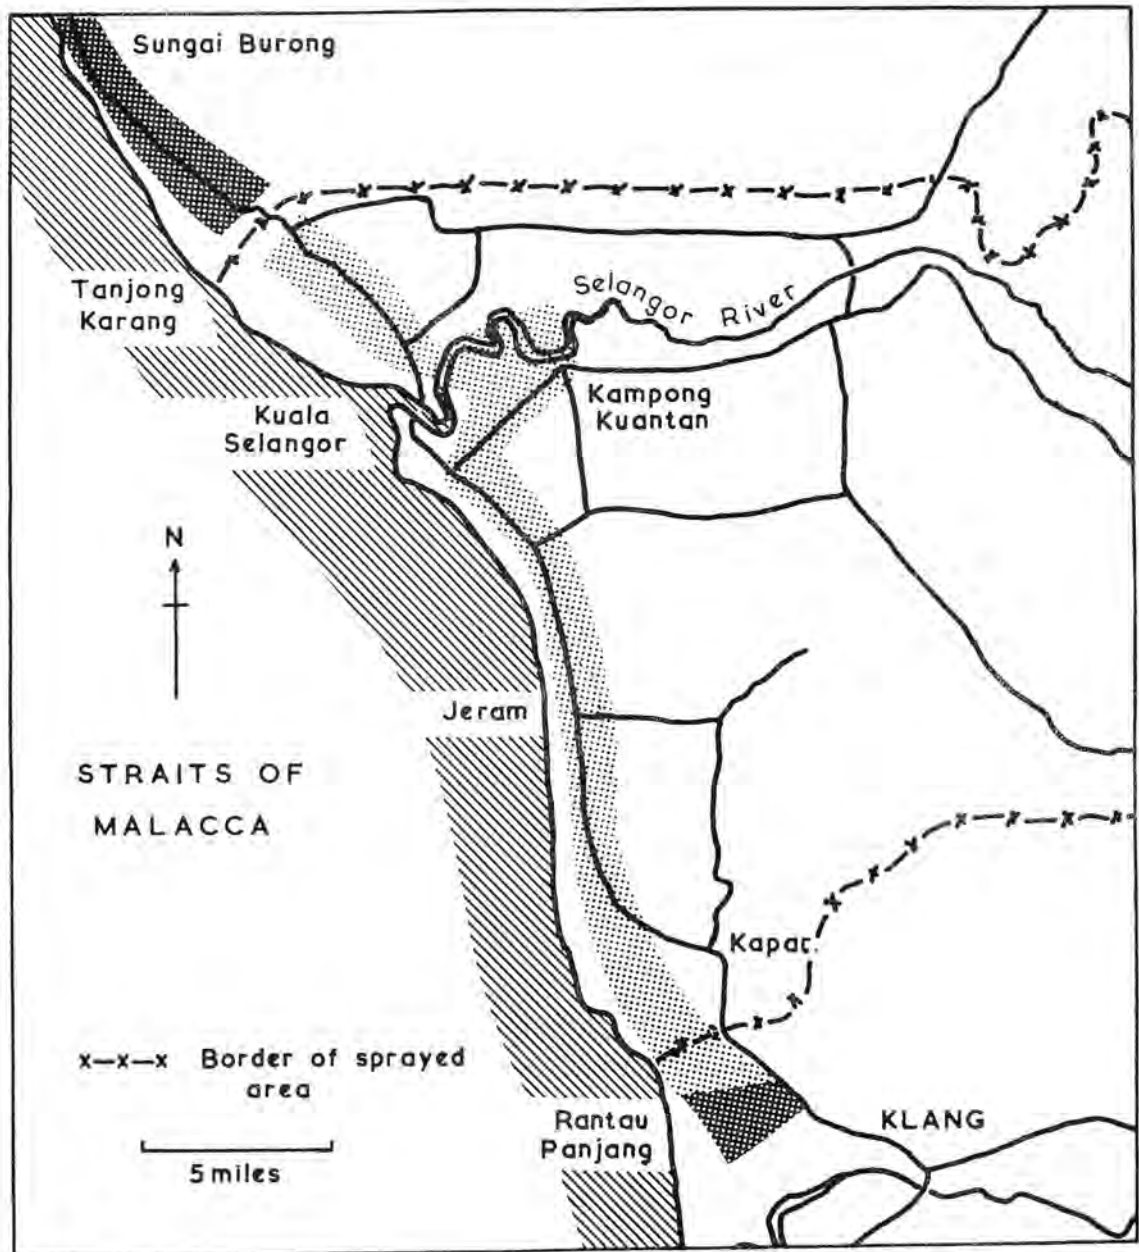 Sungai Burong
Tanjong
Karang
Selangor River
Kuala
Selangor
Kampong
Kuantan
N
Jeram
STRAITS OF
MALACCA
Kapar.
x—x—x Border of sprayed
area
Rantau
Panjang
KLANG
5 miles